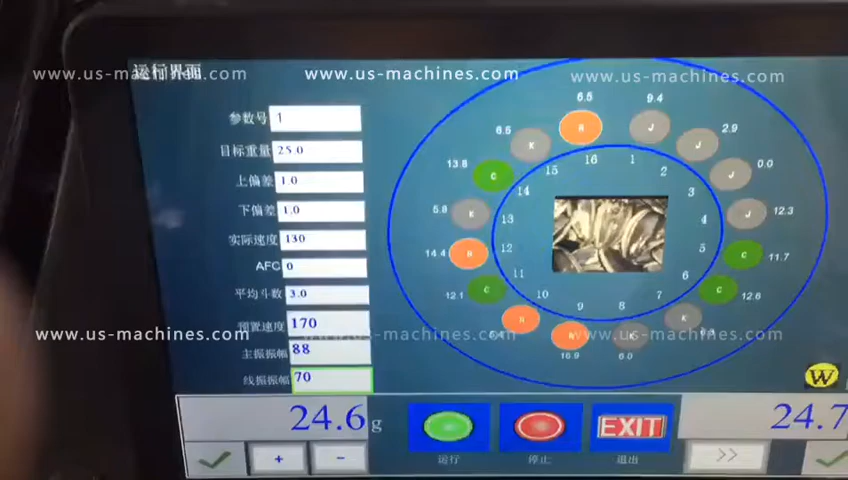 运行界面
www.us-machines.com
www.us-machines.com
www.us-machines.com
参数号 1
目标重量 25.0
上偏差 1.0
下偏差 1.0
实际速度 130
AFC 0
平均斗数 3.0
预置速度 170
主振振幅 88
线振振幅 70
6.5
9.4
6.5
J
2.9
K
J
13.8
16
1
0.0
C
15
2
J
14
3
5.8
K
13
4
J
12.3
14.4
12
5
C
11.7
11
6
12.1
C
10
7
C
12.6
9
8
K
K
16.9
6.0
www.us-machines.com
www.us-machines.com
W
24.6 g
24.7
EXIT
+
-
>>
运行
停止
退出